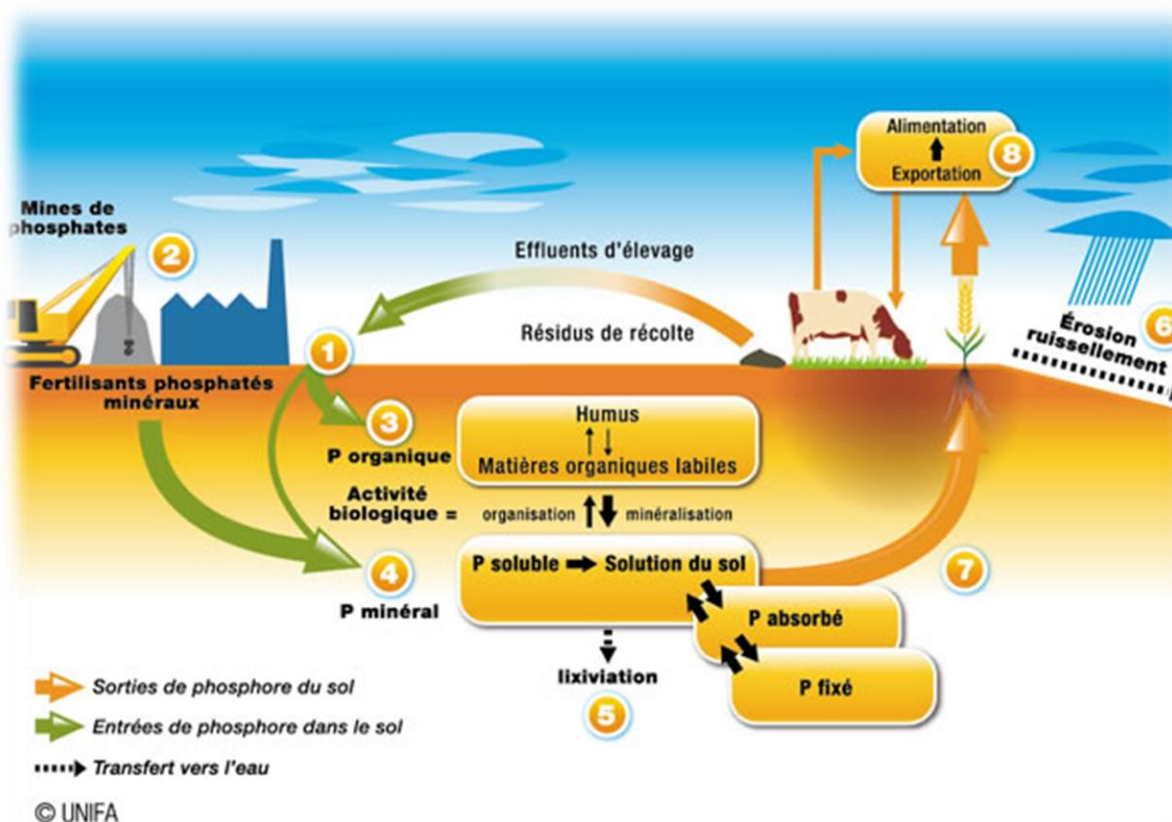 Alimentation
Exportation
8
Mines de
phosphates
2
Effluents d'élevage
Résidus de récolte
1
6
Érosion
ruissellement
Fertilisants phosphatés
minéraux
3
P organique
Humus
Matières organiques labiles
Activité
biologique =
organisation
minéralisation
P soluble
Solution du sol
4
P minéral
7
P absorbé
P fixé
lixiviation
5
Sorties de phosphore du sol
Entrées de phosphore dans le sol
Transfert vers l'eau
© UNIFA